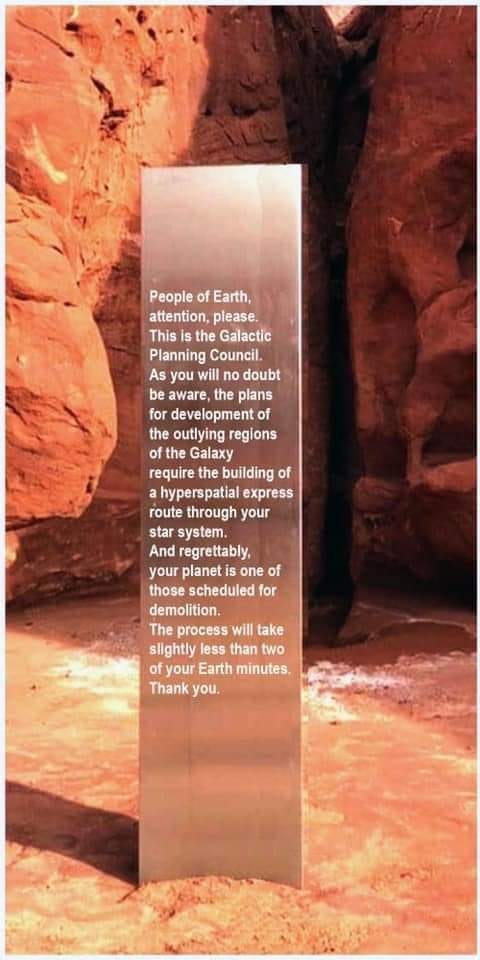 People of Earth,
attention, please.
This is the Galactic
Planning Council.
As you will no doubt
be aware, the plans
for development of
the outlying regions
of the Galaxy
require the building of
a hyperspatial express
route through your
star system.
And regrettably,
your planet is one of
those scheduled for
demolition.
The process will take
slightly less than two
of your Earth minutes.
Thank you.